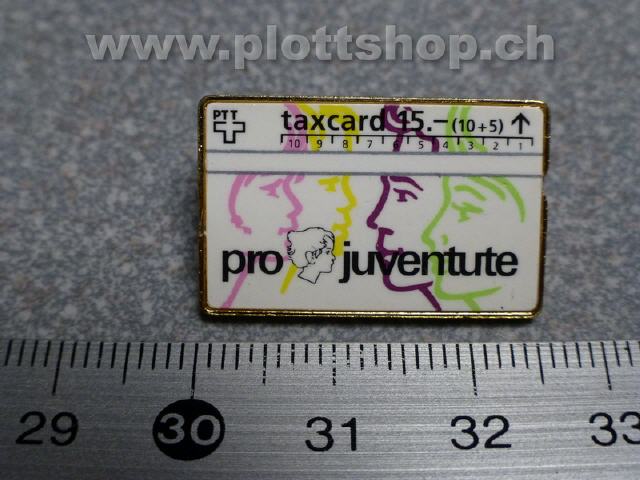 www.plottshop.ch
PTT
taxcard 15.– (10+5) ↑
10 9 8 7 6 5 4 3 2 1
pro juventute
29 30 31 32 33